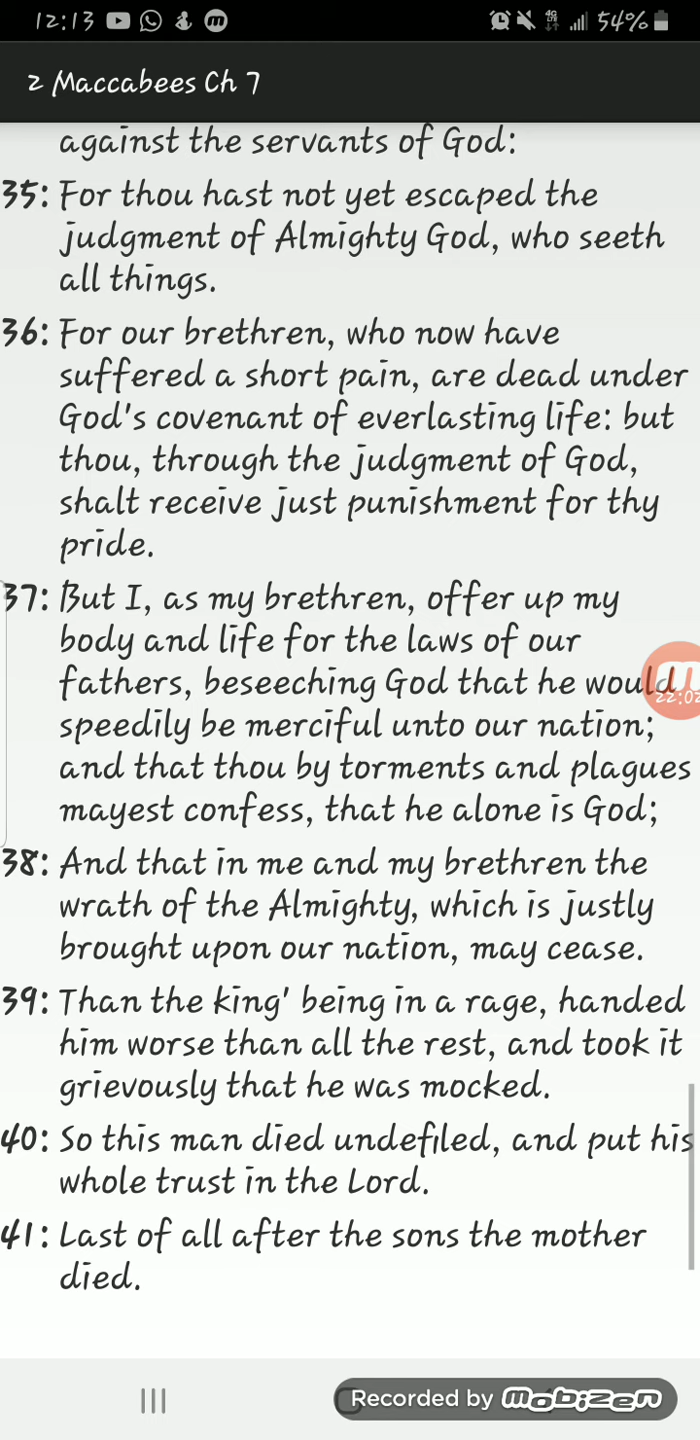 12:13
4G
54%
2 Maccabees Ch 7
against the servants of God:
35: For thou hast not yet escaped the
judgment of Almighty God, who seeth
all things.
36: For our brethren, who now have
suffered a short pain, are dead under
God's covenant of everlasting life: but
thou, through the judgment of God,
shalt receive just punishment for thy
pride.
37: But I, as my brethren, offer up my
body and life for the laws of our
fathers, beseeching God that he would
22:02
speedily be merciful unto our nation;
and that thou by torments and plagues
mayest confess, that he alone is God;
38: And that in me and my brethren the
wrath of the Almighty, which is justly
brought upon our nation, may cease.
39: Than the king' being in a rage, handed
him worse than all the rest, and took it
grievously that he was mocked.
40: So this man died undefiled, and put his
whole trust in the Lord.
41: Last of all after the sons the mother
died.
Recorded by mobizen